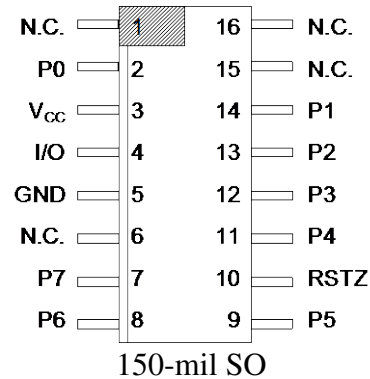 N.C. 1 16 N.C.
P0 2 15 N.C.
VCC 3 14 P1
I/O 4 13 P2
GND 5 12 P3
N.C. 6 11 P4
P7 7 10 RSTZ
P6 8 9 P5
150-mil SO